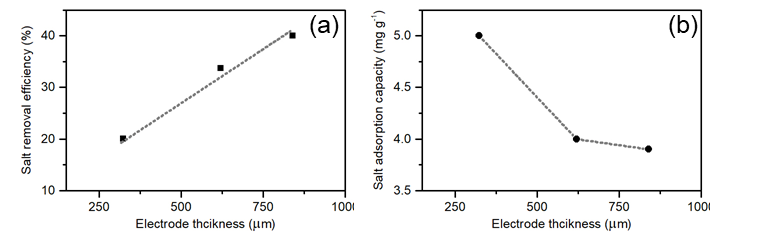 (a)
Salt removal efficiency (%)
40
30
20
10
250
500
750
1000
Electrode thcikness (μm)
(b)
Salt adsorption capacity (mg g⁻¹)
5.0
4.5
4.0
3.5
250
500
750
1000
Electrode thcikness (μm)